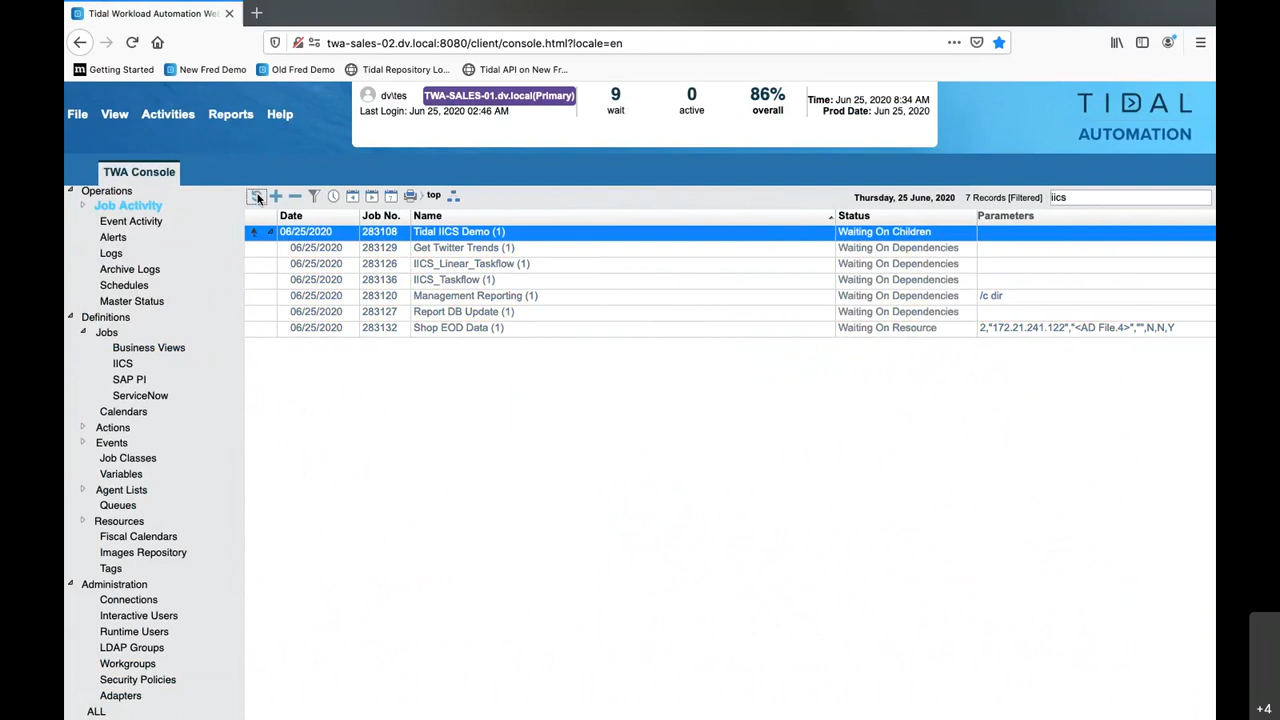 Tidal Workload Automation We
twa-sales-02.dv.local:8080/client/console.html?locale=en
Getting Started New Fred Demo Old Fred Demo Tidal Repository Lo... Tidal API on New Fr...
File View Activities Reports Help
dv\tes TWA-SALES-01.dv.local(Primary)
Last Login: Jun 25, 2020 02:46 AM
9 0 86%
wait active overall
Time: Jun 25, 2020 8:34 AM
Prod Date: Jun 25, 2020
TIDAL
AUTOMATION
TWA Console
Operations
Job Activity
Event Activity
Alerts
Logs
Audit Logs
Schedules
Master Status
Definitions
Jobs
Business Views
IICS
SAP PI
ServiceNow
Calendars
Actions
Events
Job Classes
Variables
Agent Lists
Queues
Resources
Fiscal Calendars
Images Repository
Tags
Administration
Connections
Interactive Users
Runtime Users
LDAP Groups
Workgroups
Security Policies
Adapters
ALL
top Thursday, 25 June, 2020 7 Records [Filtered] iics
Date Job No. Name Status Parameters
06/25/2020 283108 Tidal IICS Demo (1) Waiting On Children
06/25/2020 283129 Get Twitter Trends (1) Waiting On Dependencies
06/25/2020 283126 IICS_Linear_Taskflow (1) Waiting On Dependencies
06/25/2020 283136 IICS_Taskflow (1) Waiting On Dependencies
06/25/2020 283120 Management Reporting (1) Waiting On Dependencies /c dir
06/25/2020 283127 Report DB Update (1) Waiting On Dependencies
06/25/2020 283132 Shop EOD Data (1) Waiting On Resource 2,"172.21.241.122","<AD File.4>","",N,N,Y
+4